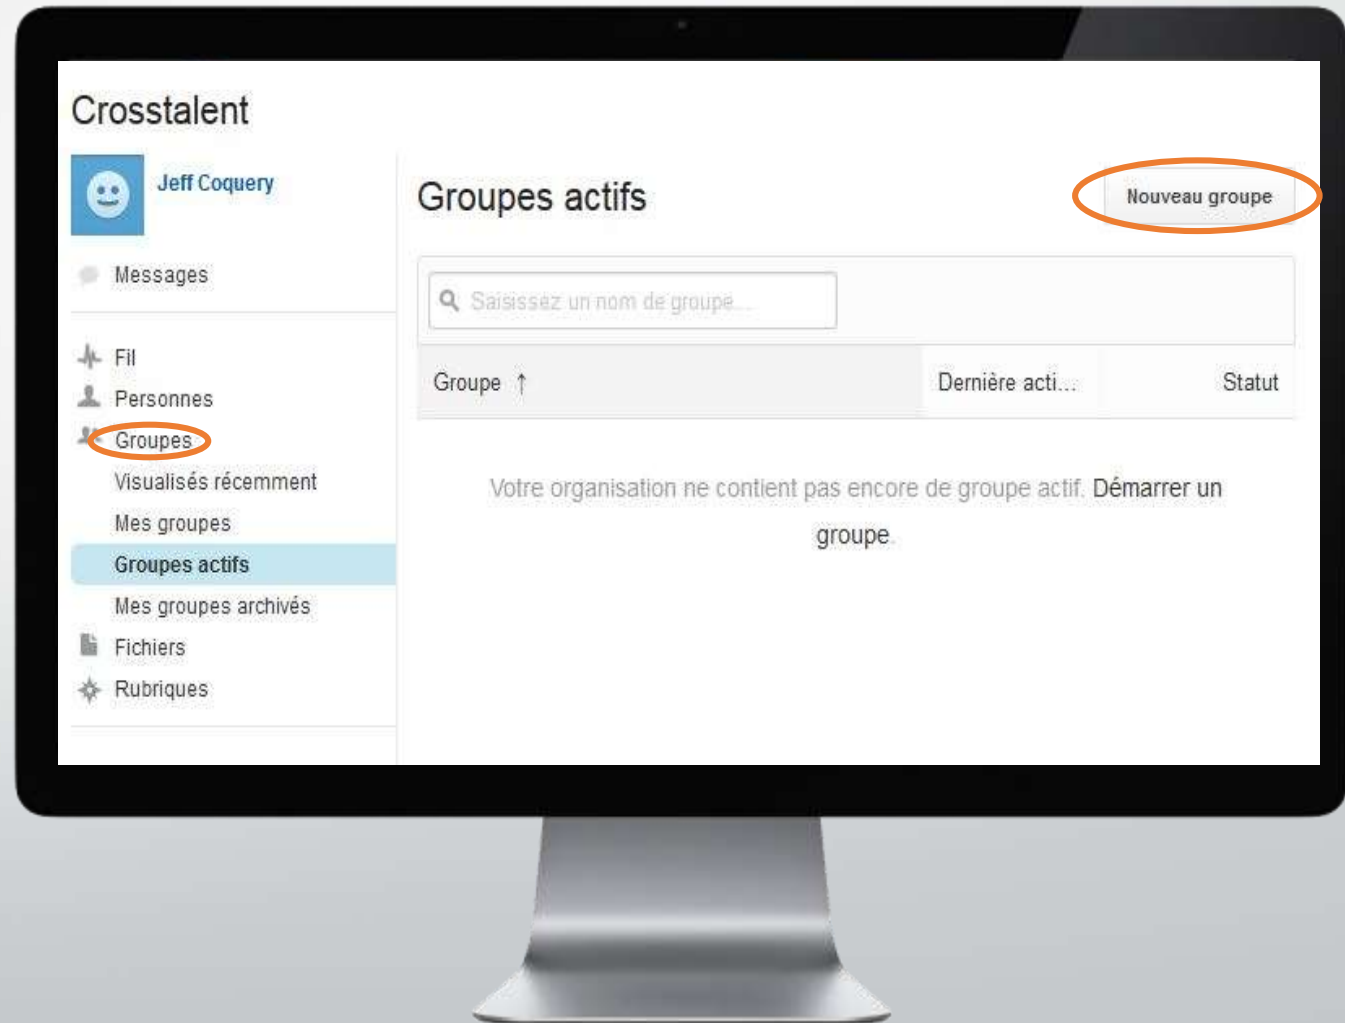 Crosstalent
Jeff Coquery
Messages
Fil
Personnes
Groupes
Visualisés récemment
Mes groupes
Groupes actifs
Mes groupes archivés
Fichiers
Rubriques
Groupes actifs
Nouveau groupe
Saisissez un nom de groupe...
Groupe ↑
Dernière acti...
Statut
Votre organisation ne contient pas encore de groupe actif. Démarrer un
groupe.